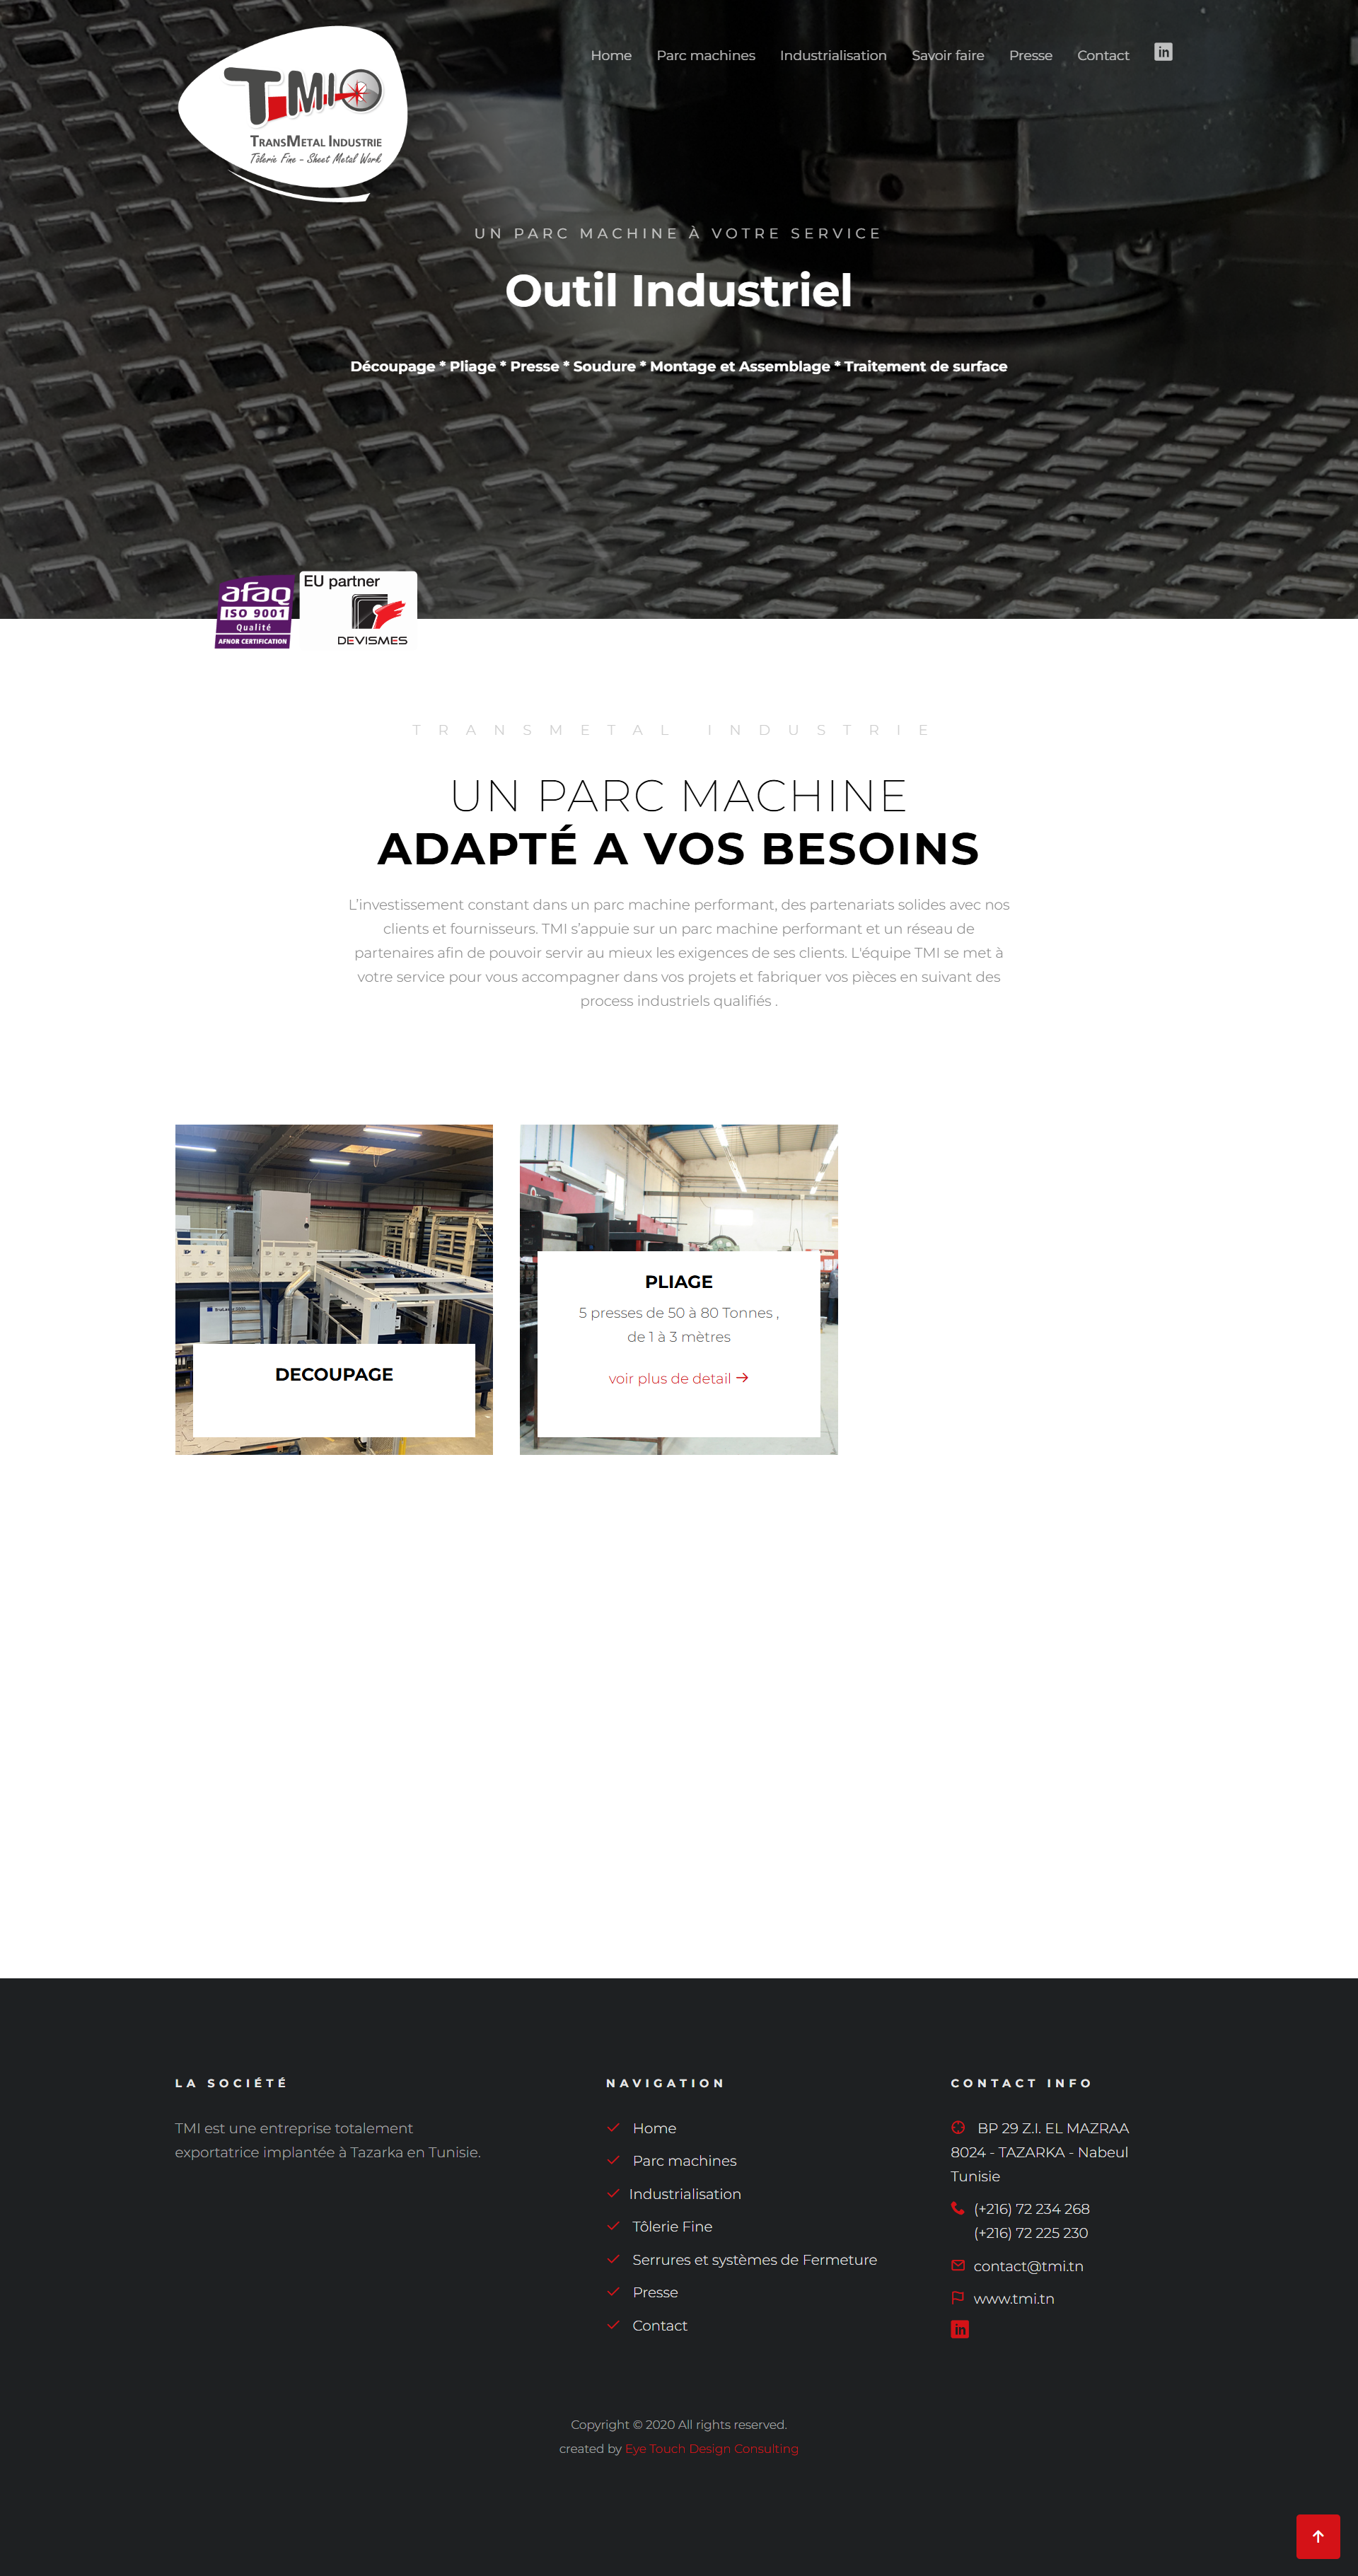 TMI
TRANSMETAL INDUSTRIE
Tôlerie Fine - Sheet Metal Work
Home Parc machines Industrialisation Savoir faire Presse Contact in
UN PARC MACHINE À VOTRE SERVICE
Outil Industriel
Découpage * Pliage * Presse * Soudure * Montage et Assemblage * Traitement de surface
afaq
ISO 9001
Qualité
AFNOR CERTIFICATION
EU partner
DEVISMES
TRANSMETAL INDUSTRIE
UN PARC MACHINE
ADAPTÉ A VOS BESOINS
L'investissement constant dans un parc machine performant, des partenariats solides avec nos
clients et fournisseurs. TMI s'appuie sur un parc machine performant et un réseau de
partenaires afin de pouvoir servir au mieux les exigences de ses clients. L'équipe TMI se met à
votre service pour vous accompagner dans vos projets et fabriquer vos pièces en suivant des
process industriels qualifiés .
DECOUPAGE
PLIAGE
5 presses de 50 à 80 Tonnes ,
de 1 à 3 mètres
voir plus de detail →
LA SOCIÉTÉ
TMI est une entreprise totalement
exportatrice implantée à Tazarka en Tunisie.
NAVIGATION
Home
Parc machines
Industrialisation
Tôlerie Fine
Serrures et systèmes de Fermeture
Presse
Contact
CONTACT INFO
BP 29 Z.I. EL MAZRAA
8024 - TAZARKA - Nabeul
Tunisie
(+216) 72 234 268
(+216) 72 225 230
contact@tmi.tn
www.tmi.tn
in
Copyright © 2020 All rights reserved.
created by Eye Touch Design Consulting